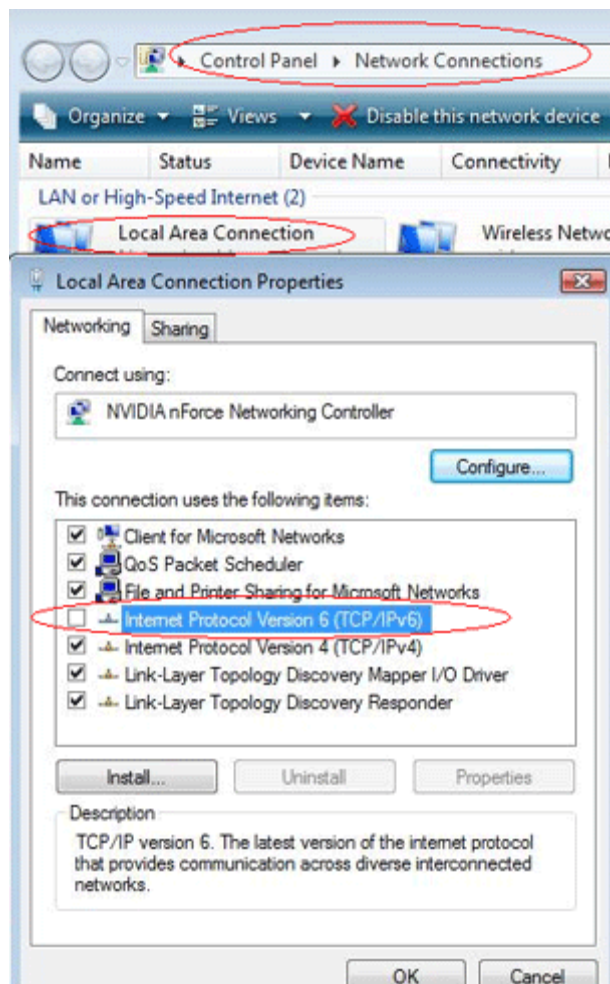 Control Panel Network Connections
Organize Views Disable this network device
Name Status Device Name Connectivity
LAN or High-Speed Internet (2)
Local Area Connection Wireless
Local Area Connection Properties
Networking Sharing
Connect using:
NVIDIA nForce Networking Controller
Configure...
This connection uses the following items:
Client for Microsoft Networks
QoS Packet Scheduler
File and Printer Sharing for Microsoft Networks
Internet Protocol Version 6 (TCP/IPv6)
Internet Protocol Version 4 (TCP/IPv4)
Link-Layer Topology Discovery Mapper I/O Driver
Link-Layer Topology Discovery Responder
Install... Uninstall Properties
Description
TCP/IP version 6. The latest version of the internet protocol
that provides communication across diverse interconnected
networks.
OK Cancel